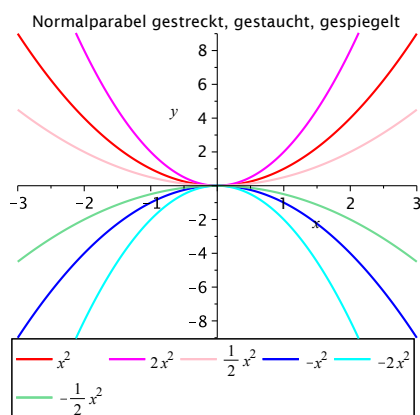 Normalparabel gestreckt, gestaucht, gespiegelt
8
y
6
4
2
-3 -2 -1 0 1 2 3
x
-2
-4
-6
-8
x² 2x² 1/2 x² -x² -2x²
-1/2 x²